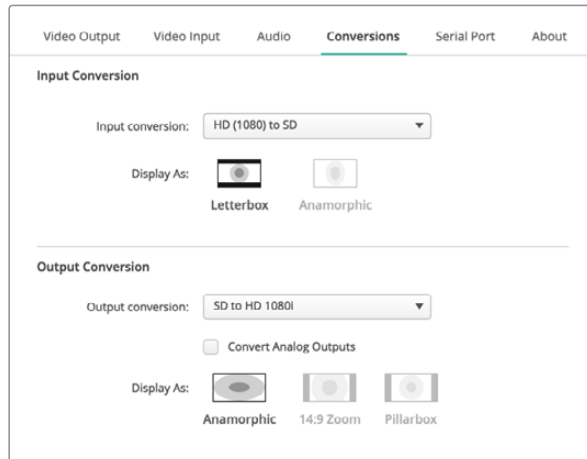 Video Output Video Input Audio Conversions Serial Port About
Input Conversion
Input conversion: HD (1080) to SD
Display As:
Letterbox Anamorphic
Output Conversion
Output conversion: SD to HD 1080i
Convert Analog Outputs
Display As:
Anamorphic 14:9 Zoom Pillarbox